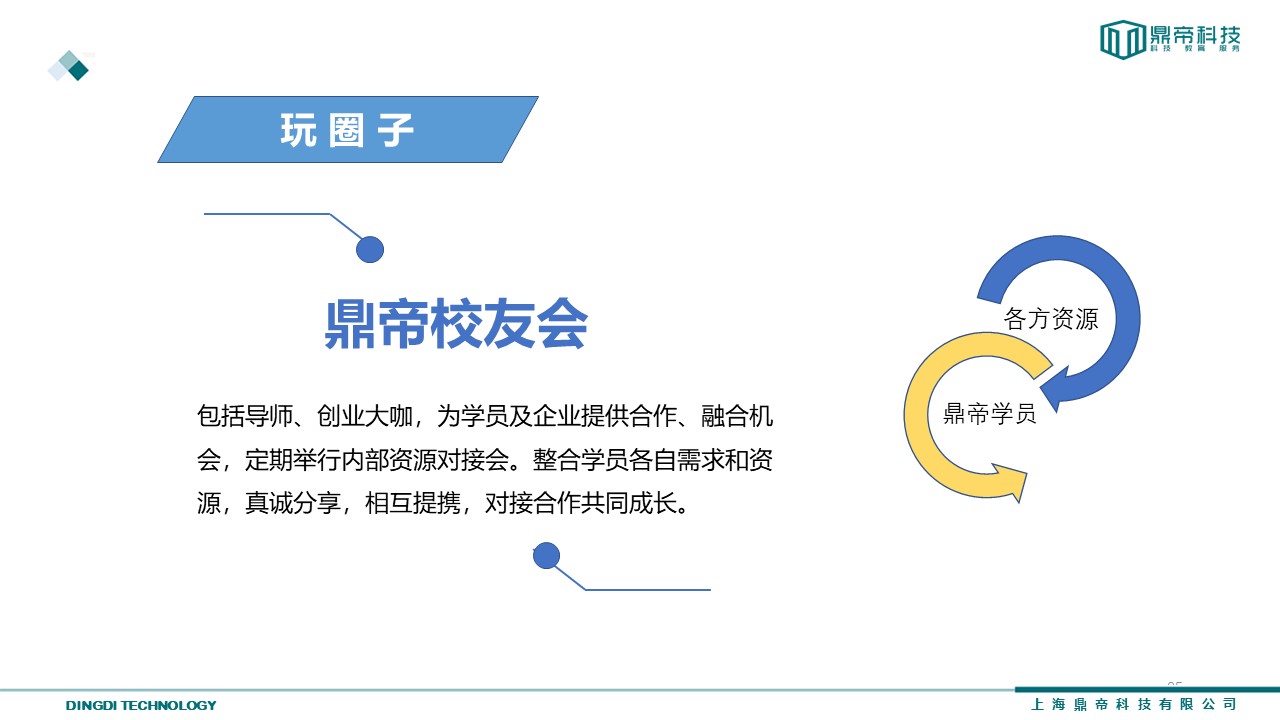 鼎帝科技
科技 教育 服务
玩圈子
鼎帝校友会
包括导师、创业大咖，为学员及企业提供合作、融合机
会，定期举行内部资源对接会。整合学员各自需求和资
源，真诚分享，相互提携，对接合作共同成长。
各方资源
鼎帝学员
DINGDI TECHNOLOGY
上海鼎帝科技有限公司